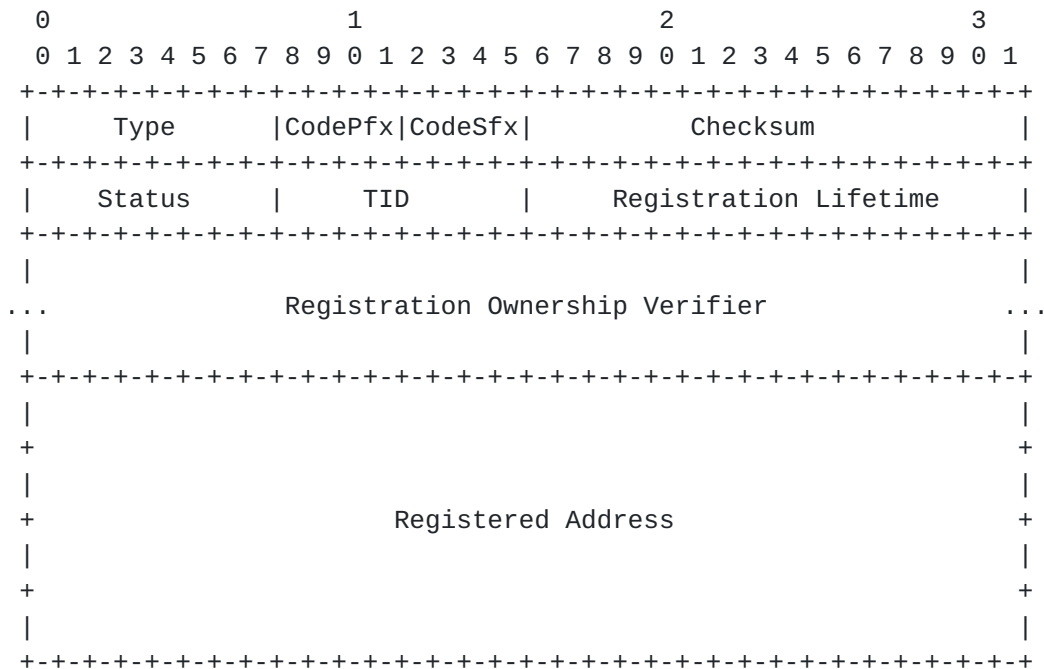 0                   1                   2                   3
 0 1 2 3 4 5 6 7 8 9 0 1 2 3 4 5 6 7 8 9 0 1 2 3 4 5 6 7 8 9 0 1
+-+-+-+-+-+-+-+-+-+-+-+-+-+-+-+-+-+-+-+-+-+-+-+-+-+-+-+-+-+-+-+-+
|     Type      |CodePfx|CodeSfx|          Checksum             |
+-+-+-+-+-+-+-+-+-+-+-+-+-+-+-+-+-+-+-+-+-+-+-+-+-+-+-+-+-+-+-+-+
|    Status     |     TID       |     Registration Lifetime     |
+-+-+-+-+-+-+-+-+-+-+-+-+-+-+-+-+-+-+-+-+-+-+-+-+-+-+-+-+-+-+-+-+
|                                                               |
...               Registration Ownership Verifier               ...
|                                                               |
+-+-+-+-+-+-+-+-+-+-+-+-+-+-+-+-+-+-+-+-+-+-+-+-+-+-+-+-+-+-+-+-+
|                                                               |
+                                                               +
|                                                               |
+                       Registered Address                      +
|                                                               |
+                                                               +
|                                                               |
+-+-+-+-+-+-+-+-+-+-+-+-+-+-+-+-+-+-+-+-+-+-+-+-+-+-+-+-+-+-+-+-+